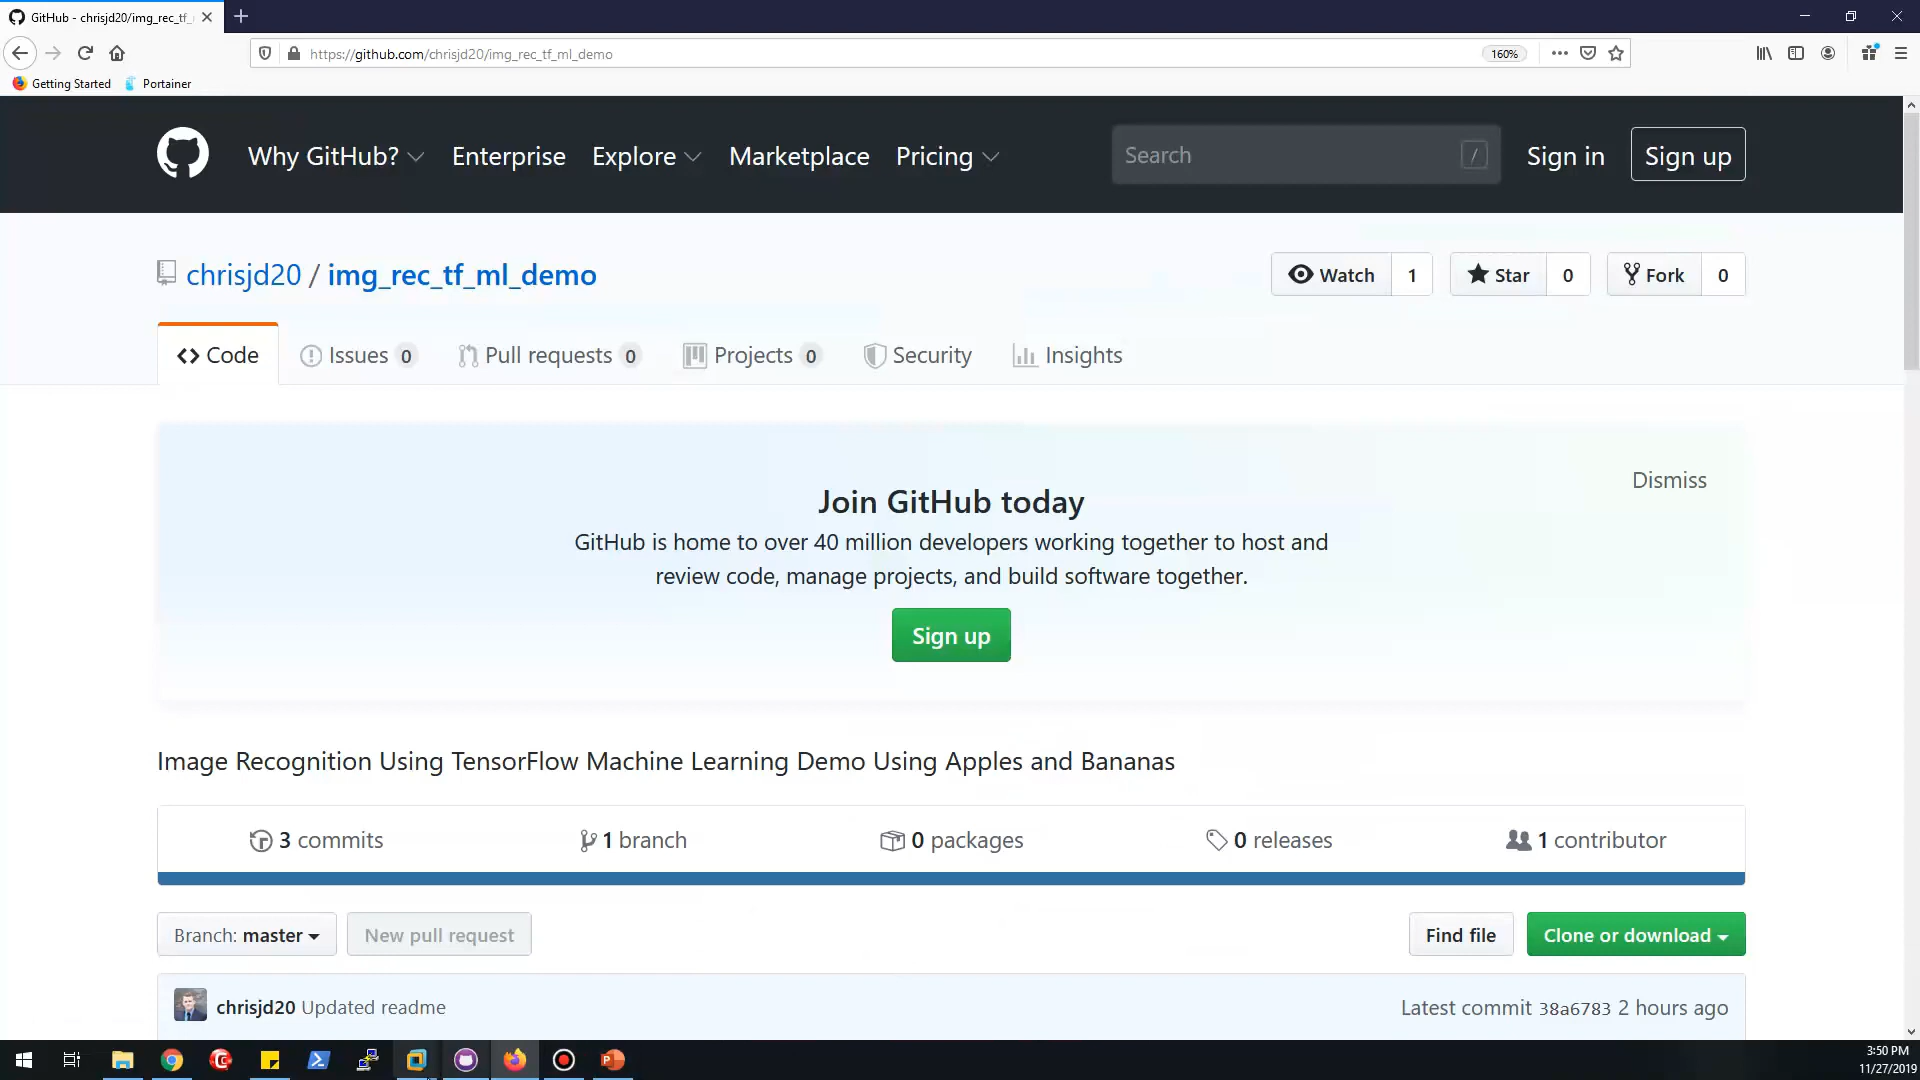 GitHub - chrisjd20/img_rec_tf_
https://github.com/chrisjd20/img_rec_tf_ml_demo
160%
Getting Started
Portainer
Why GitHub? Enterprise Explore Marketplace Pricing
Search /
Sign in
Sign up
chrisjd20 / img_rec_tf_ml_demo
Watch 1
Star 0
Fork 0
Code
Issues 0
Pull requests 0
Projects 0
Security
Insights
Dismiss
Join GitHub today
GitHub is home to over 40 million developers working together to host and
review code, manage projects, and build software together.
Sign up
Image Recognition Using TensorFlow Machine Learning Demo Using Apples and Bananas
3 commits
1 branch
0 packages
0 releases
1 contributor
Branch: master
New pull request
Find file
Clone or download
chrisjd20 Updated readme
Latest commit 38a6783 2 hours ago
3:50 PM
11/27/2019